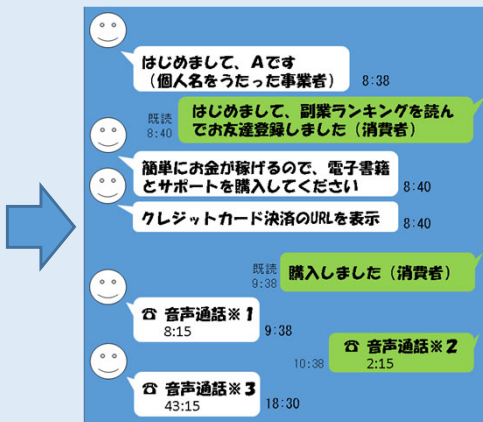 はじめまして、Aです
(個人名をうたった事業者)
8:38
はじめまして、副業ランキングを読ん
でお友達登録しました(消費者)
既読
8:40
簡単にお金が稼げるので、電子書籍
とサポートを購入してください
8:40
クレジットカード決済のURLを表示
8:40
既読
9:38
購入しました(消費者)
☎ 音声通話※1
8:15
9:38
☎ 音声通話※2
2:15
10:38
☎ 音声通話※3
43:15
18:30